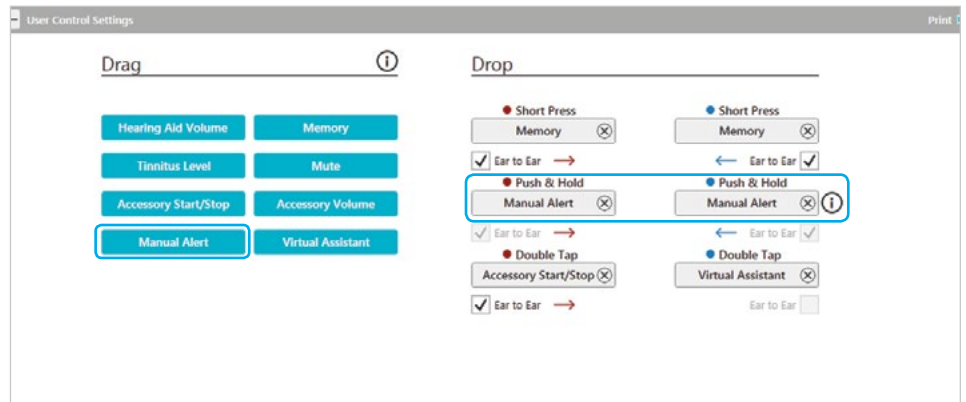 User Control Settings Print
Drag
Drop
Hearing Aid Volume Memory
Tinnitus Level Mute
Accessory Start/Stop Accessory Volume
Manual Alert Virtual Assistant
Short Press Short Press
Memory Memory
Ear to Ear Ear to Ear
Push & Hold Push & Hold
Manual Alert Manual Alert
Ear to Ear Ear to Ear
Double Tap Double Tap
Accessory Start/Stop Virtual Assistant
Ear to Ear Ear to Ear